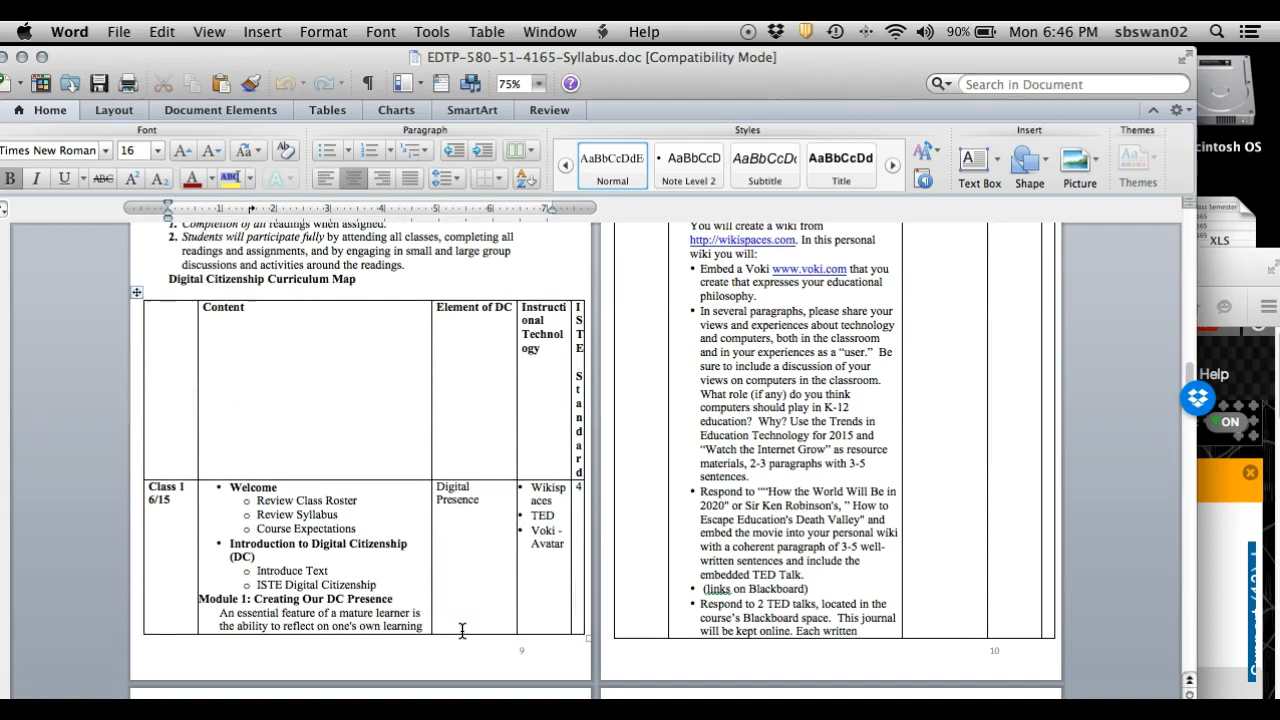 Word File Edit View Insert Format Font Tools Table Window Help 90% Mon 6:46 PM sbswan02
EDTP-580-51-4165-Syllabus.doc [Compatibility Mode]
75% Search in Document
Home Layout Document Elements Tables Charts SmartArt Review
Font Paragraph Styles Insert Themes
Times New Roman 16 Aa
AaBbCcDdE AaBbCcD AaBbCcDc AaBbCcDd
Normal Note Level 2 Subtitle Title Text Box Shape Picture Themes
B I U ABC A² A₂ A ABC A
1 2 3 4 5 6 7
1. Completion of all readings when assigned.
2. Students will participate fully by attending all classes, completing all
readings and assignments, and by engaging in small and large group
discussions and activities around the readings.
Digital Citizenship Curriculum Map
Content
Element of DC
Instructi
onal
Technol
ogy
I
S
T
E
S
t
a
n
d
a
r
d
Class 1
6/15
• Welcome
o Review Class Roster
o Review Syllabus
o Course Expectations
• Introduction to Digital Citizenship
(DC)
o Introduce Text
o ISTE Digital Citizenship
Module 1: Creating Our DC Presence
An essential feature of a mature learner is
the ability to reflect on one's own learning
Digital
Presence
• Wikisp
aces
• TED
• Voki -
Avatar
4
9
You will create a wiki from
http://wikispaces.com. In this personal
wiki you will:
• Embed a Voki www.voki.com that you
create that expresses your educational
philosophy.
• In several paragraphs, please share your
views and experiences about technology
and computers, both in the classroom
and in your experiences as a “user.” Be
sure to include a discussion of your
views on computers in the classroom.
What role (if any) do you think
computers should play in K-12
education? Why? Use the Trends in
Education Technology for 2015 and
“Watch the Internet Grow” as resource
materials, 2-3 paragraphs with 3-5
sentences.
• Respond to ““How the World Will Be in
2020" or Sir Ken Robinson's, ” How to
Escape Education's Death Valley" and
embed the movie into your personal wiki
with a coherent paragraph of 3-5 well-
written sentences and include the
embedded TED Talk.
• (links on Blackboard)
• Respond to 2 TED talks, located in the
course’s Blackboard space. This journal
will be kept online. Each written
10
cintosh OS
XLS
Help
ON